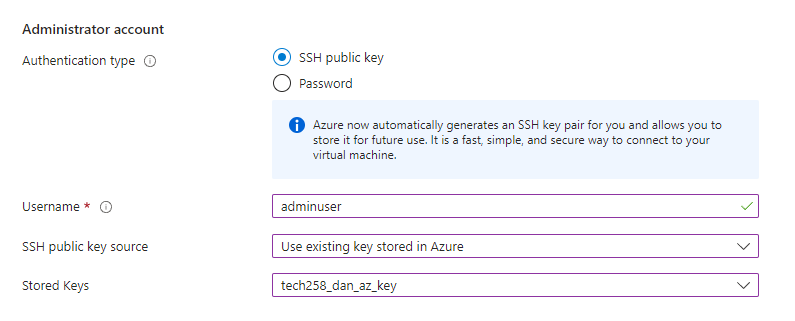 Administrator account
Authentication type
SSH public key
Password
Azure now automatically generates an SSH key pair for you and allows you to
store it for future use. It is a fast, simple, and secure way to connect to your
virtual machine.
Username *
adminuser
SSH public key source
Use existing key stored in Azure
Stored Keys
tech258_dan_az_key